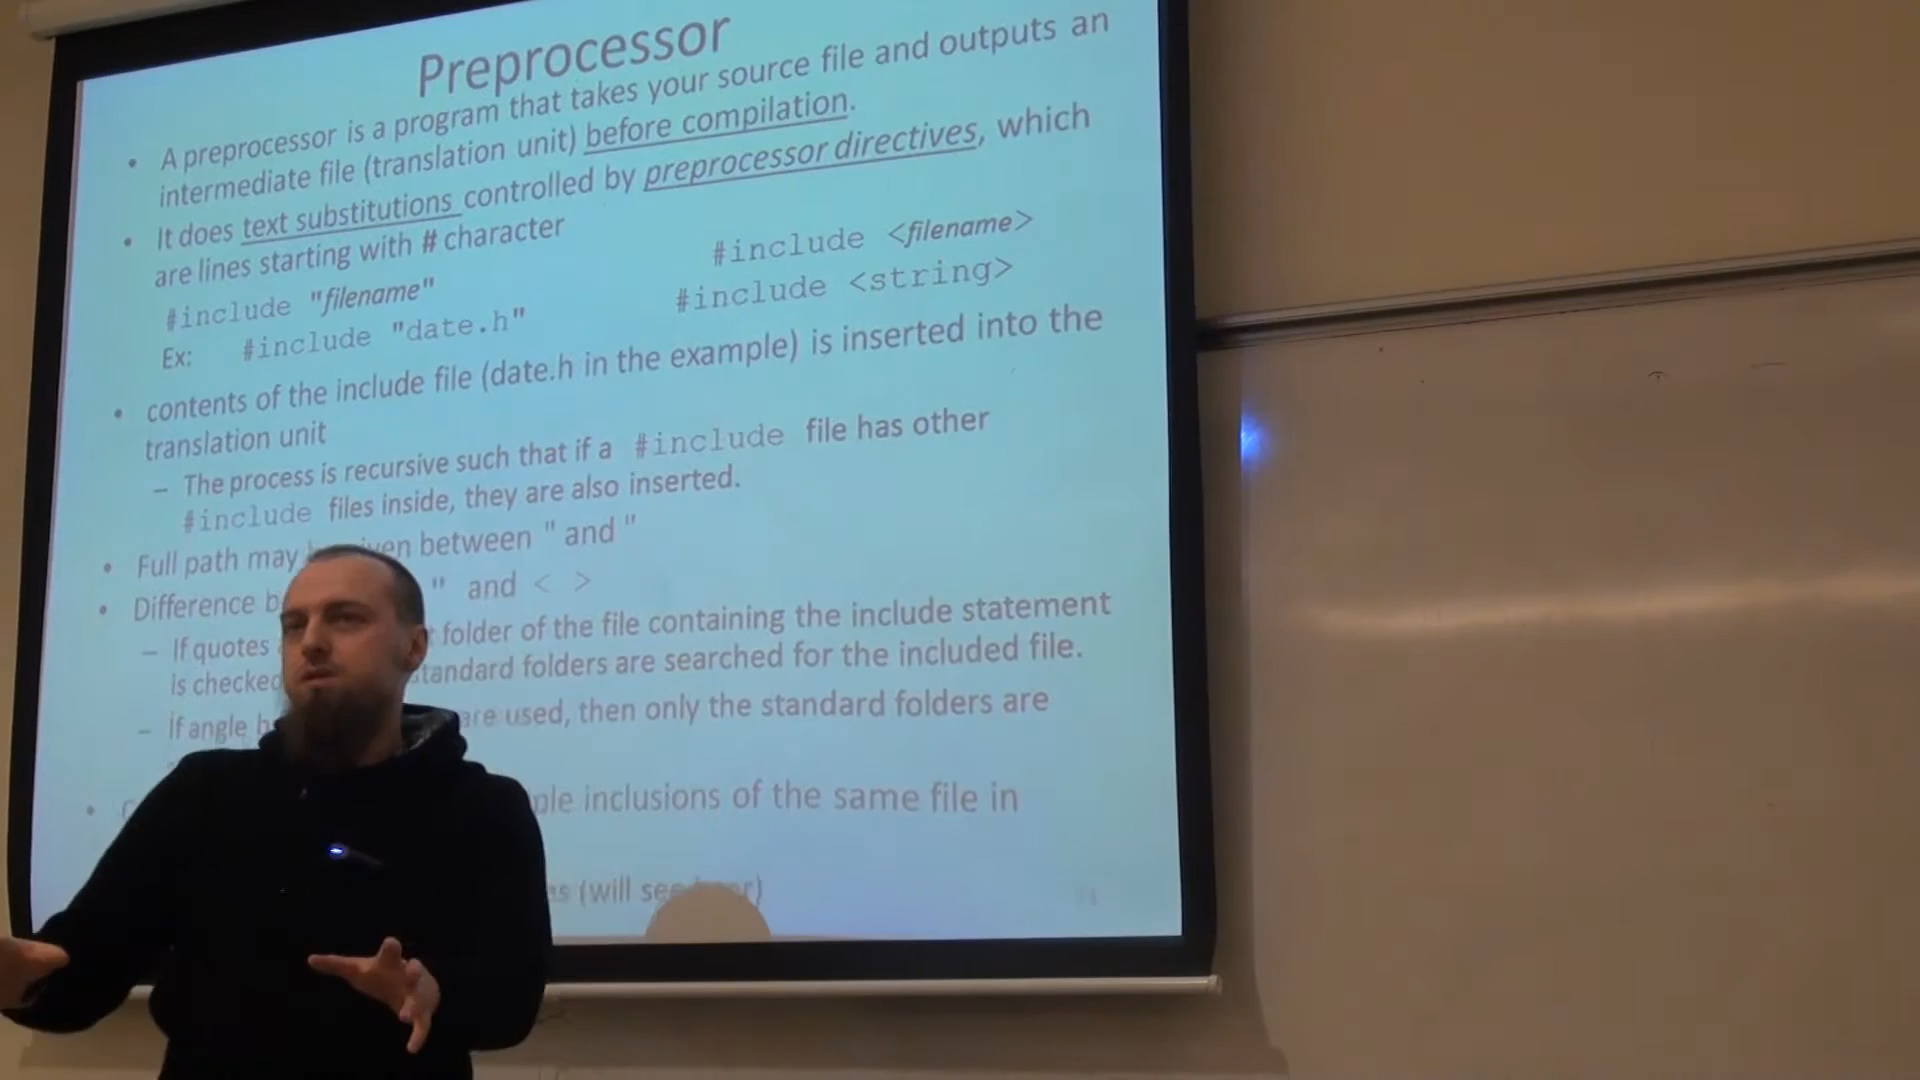 Preprocessor
• A preprocessor is a program that takes your source file and outputs an
intermediate file (translation unit) before compilation.
• It does text substitutions controlled by preprocessor directives, which
are lines starting with # character
#include "filename" #include <filename>
Ex: #include "date.h" #include <string>
• contents of the include file (date.h in the example) is inserted into the
translation unit
– The process is recursive such that if a #include file has other
#include files inside, they are also inserted.
• Full path may between " and "
• Difference " and < >
– If quotes folder of the file containing the include statement
is checked standard folders are searched for the included file.
– If angle are used, then only the standard folders are
• inclusions of the same file in
(will see